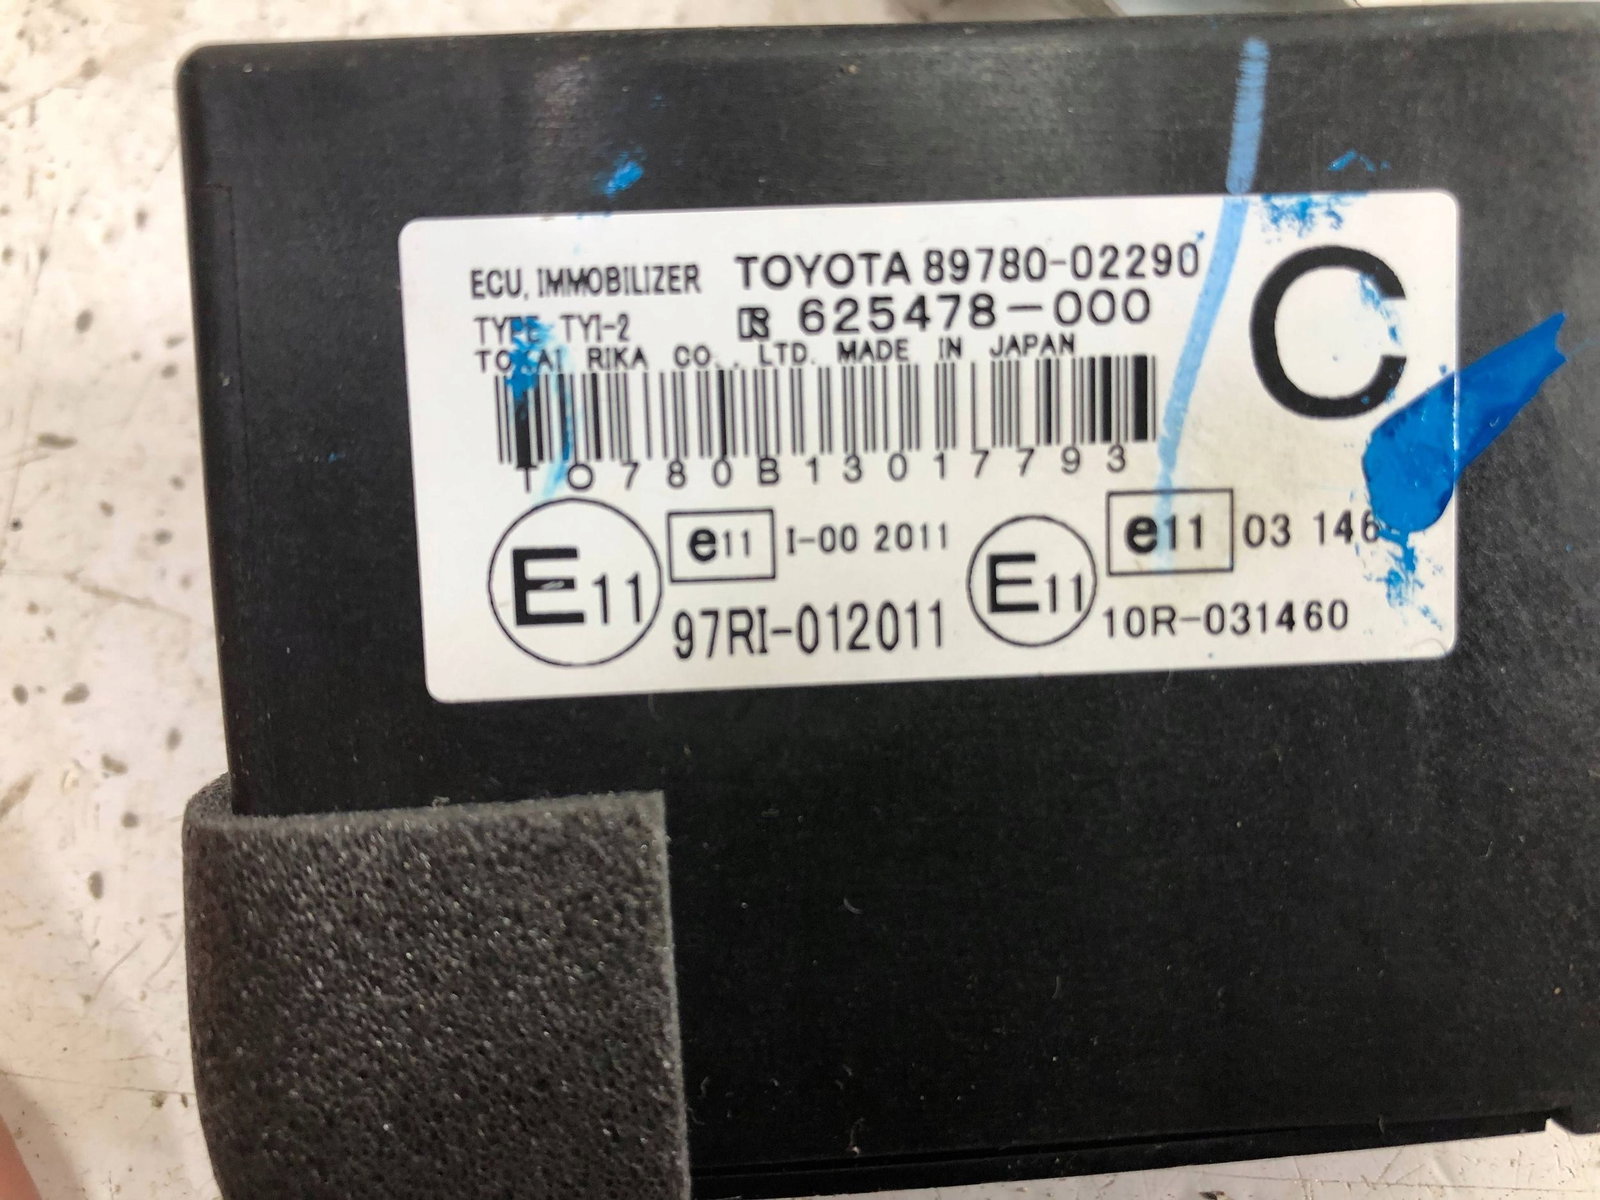 ECU, IMMOBILIZER TOYOTA 89780-02290
TYPE TYI-2 625478-000
TOKAI RIKA CO., LTD. MADE IN JAPAN
C
TO780B13017793
E11 e11 I-00 2011
97RI-012011
E11 e11 03 146
10R-031460